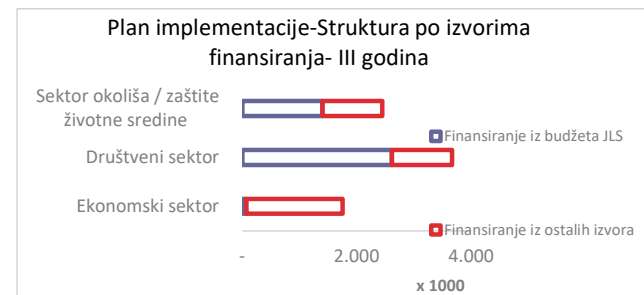 Plan implementacije-Struktura po izvorima
finansiranja- III godina
Sektor okoliša / zaštite
životne sredine
Finansiranje iz budžeta JLS
Društveni sektor
Ekonomski sektor
Finansiranje iz ostalih izvora
- 2.000 4.000
x 1000